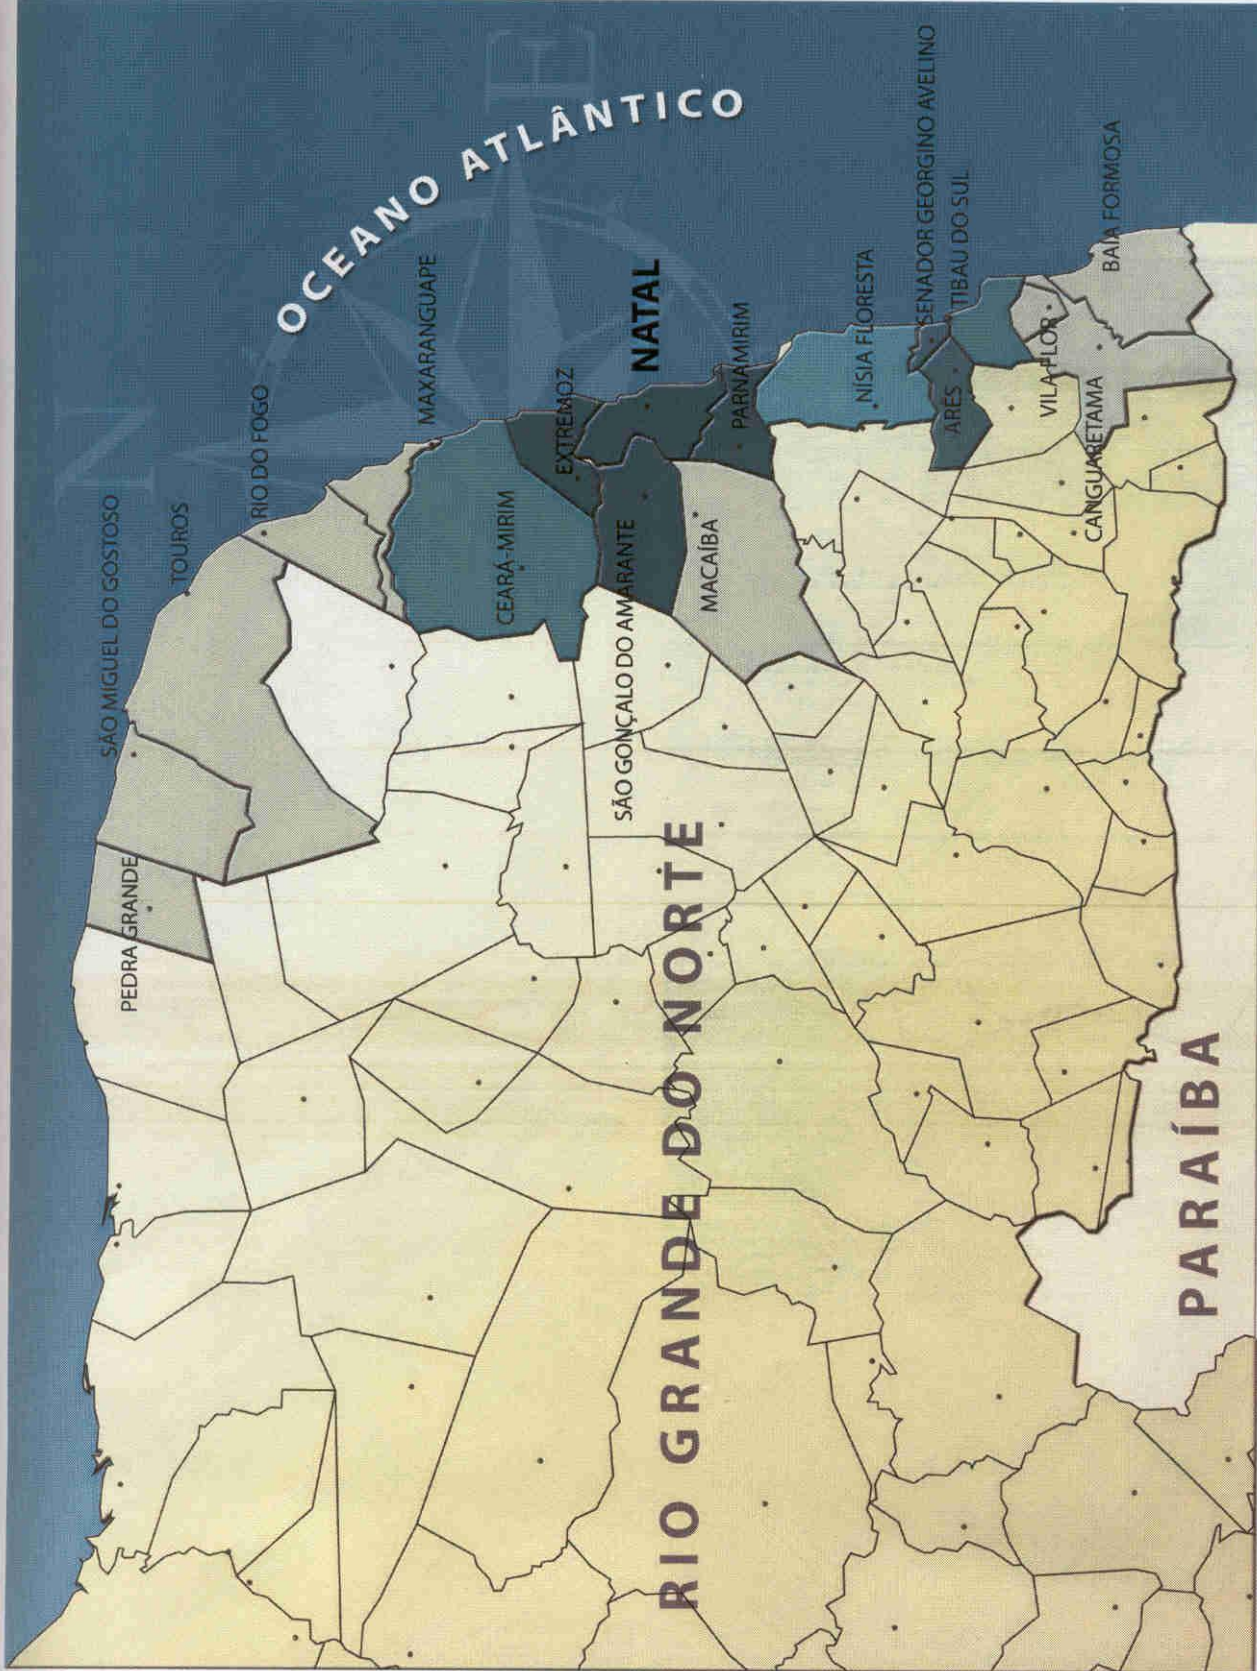 N
E
OCEANO ATLÂNTICO
SÃO MIGUEL DO GOSTOSO
TOUROS
RIO DO FOGO
PEDRA GRANDE
MAXARANGUAPE
CEARÁ-MIRIM
EXTREMOZ
NATAL
SÃO GONÇALO DO AMARANTE
MACAÍBA
PARNAMIRIM
NÍSIA FLORESTA
SENADOR GEORGINO AVELINO
TIBAU DO SUL
ARÊS
VILA FLOR
CANGUARETAMA
BAÍA FORMOSA
RIO GRANDE DO NORTE
PARAÍBA